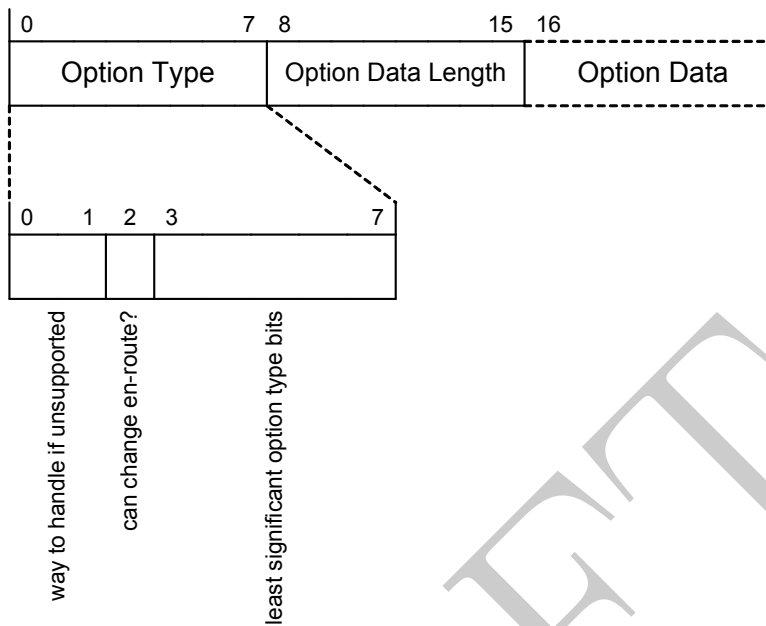 0 7 8 15 16
Option Type Option Data Length Option Data
0 1 2 3 7
way to handle if unsupported
can change en-route?
least significant option type bits
FT